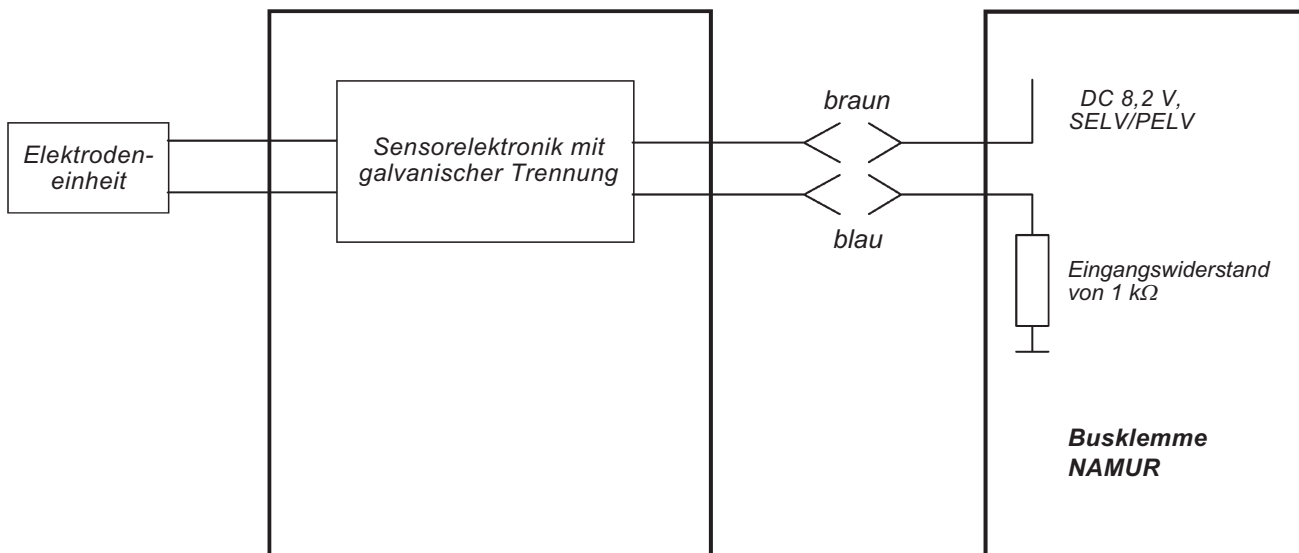 Elektroden-
einheit
Sensorelektronik mit
galvanischer Trennung
braun
blau
DC 8,2 V,
SELV/PELV
Eingangswiderstand
von 1 kΩ
Busklemme
NAMUR